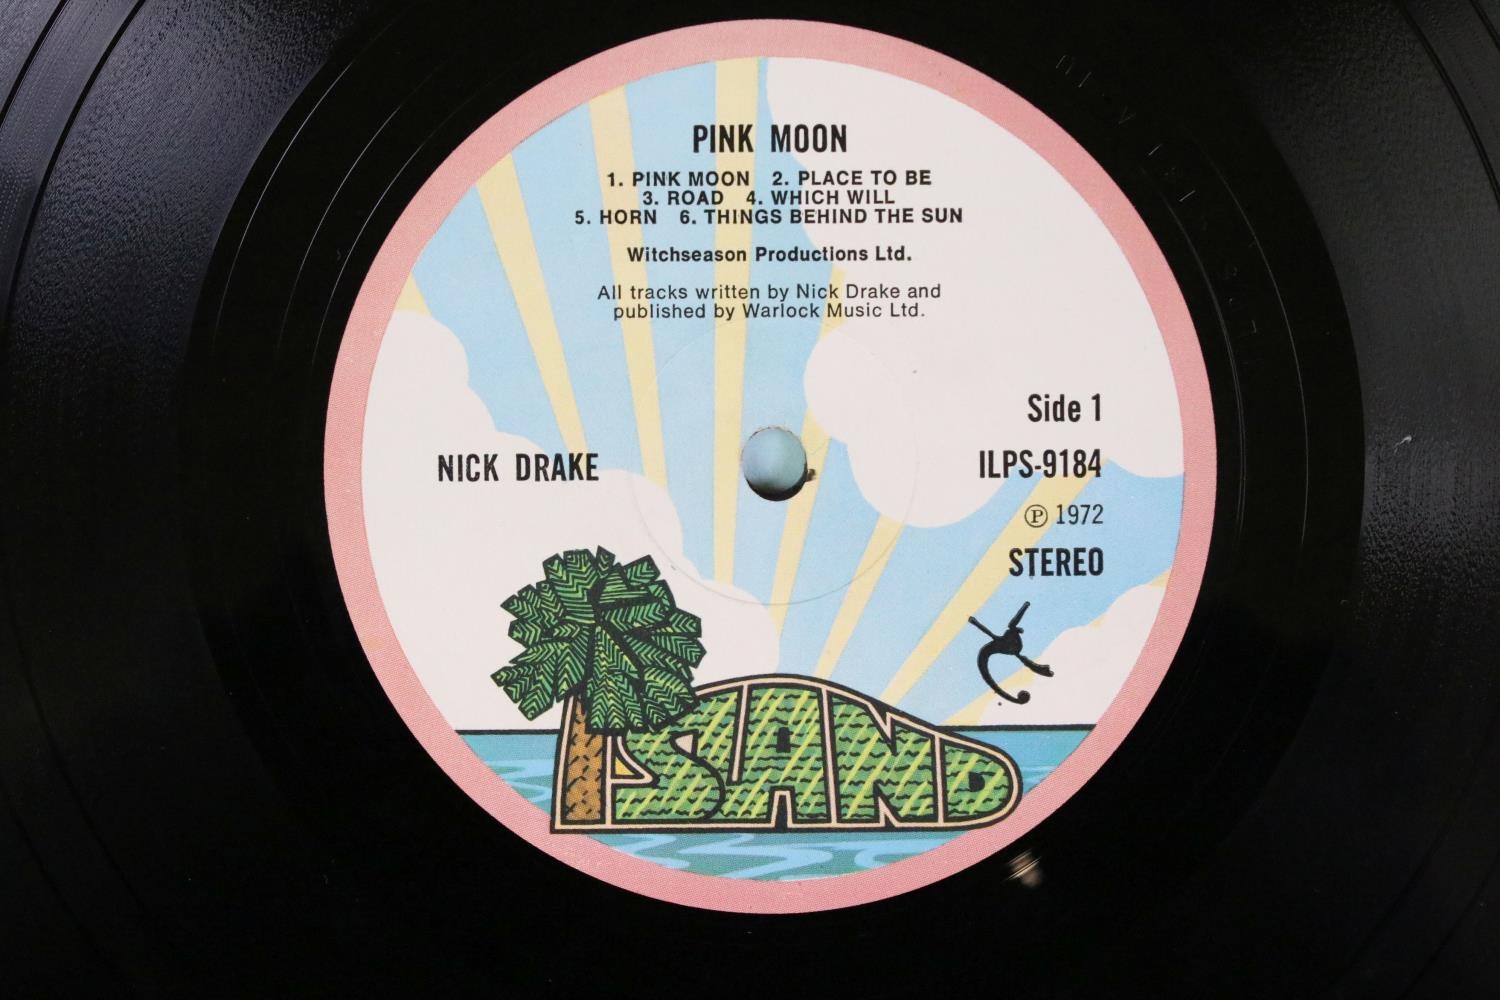 PINK MOON
1. PINK MOON 2. PLACE TO BE
3. ROAD 4. WHICH WILL
5. HORN 6. THINGS BEHIND THE SUN
Witchseason Productions Ltd.
All tracks written by Nick Drake and
published by Warlock Music Ltd.
Side 1
NICK DRAKE
ILPS-9184
Ⓟ 1972
STEREO
ISLAND